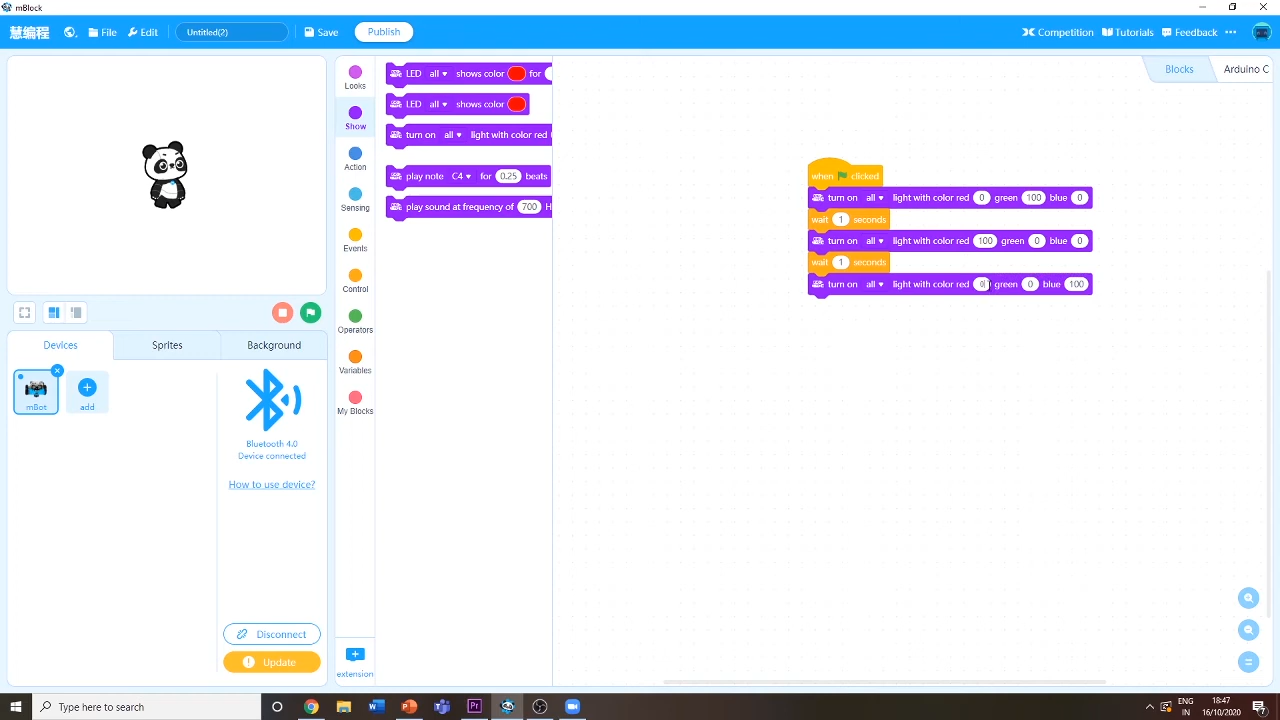 mBlock
慧编程 File Edit Untitled(2) Save Publish Competition Tutorials Feedback
Looks
Show
Action
Sensing
Events
Control
Operators
Variables
My Blocks
extension
LED all shows color for
LED all shows color
turn on all light with color red
play note C4 for 0.25 beats
play sound at frequency of 700 H
Blocks Arduino C
when clicked
turn on all light with color red 0 green 100 blue 0
wait 1 seconds
turn on all light with color red 100 green 0 blue 0
wait 1 seconds
turn on all light with color red 0 green 0 blue 100
Devices Sprites Background
mBot
add
Bluetooth 4.0
Device connected
How to use device?
Disconnect
Update
Type here to search
ENG
IN
18:47
16/10/2020